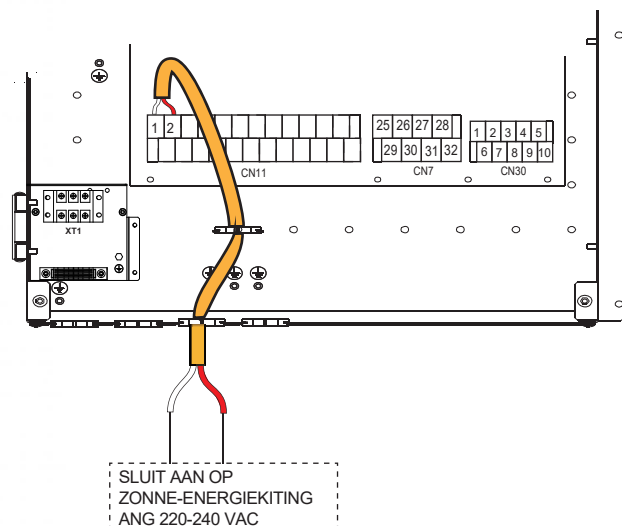 1 2
25 26 27 28
29 30 31 32
1 2 3 4 5
6 7 8 9 10
CN11
CN7
CN30
XT1
SLUIT AAN OP
ZONNE-ENERGIEKITING
ANG 220-240 VAC